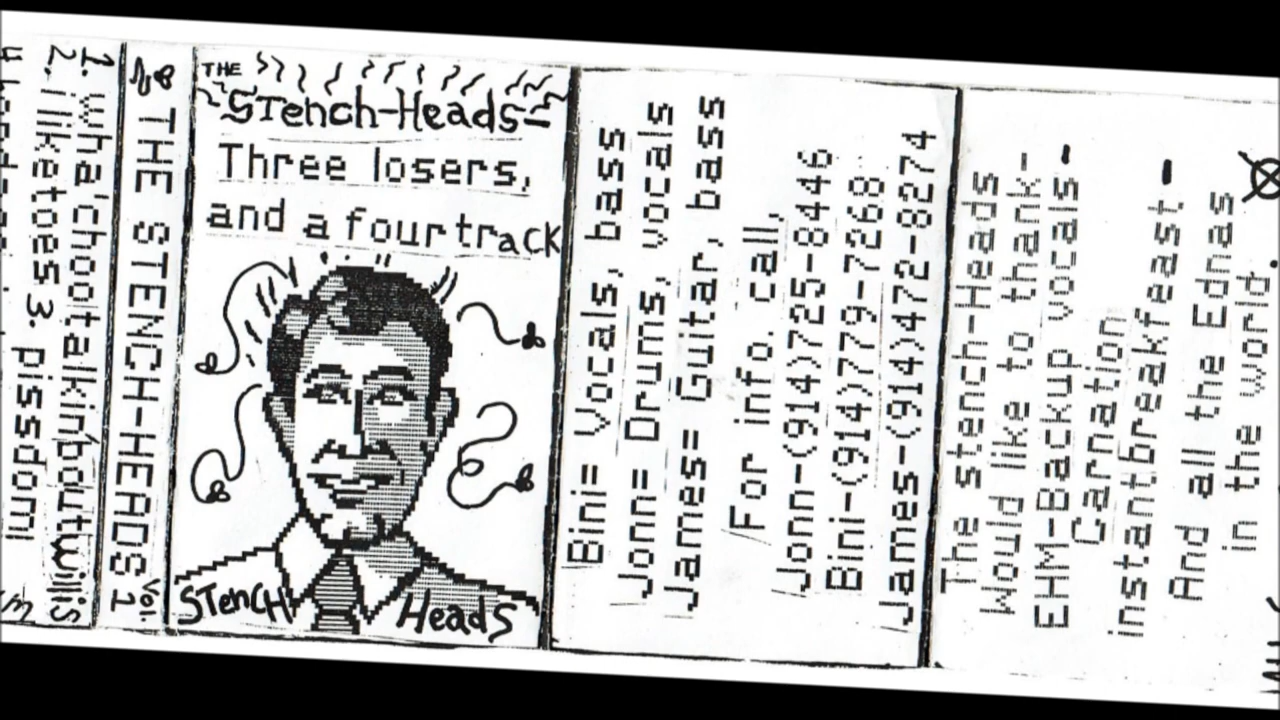 1. wha'chootalkin'boutwillis
2. iliketoes 3. pissdomi
THE STENCH-HEADS Vol. 1
THE
STench-Heads
Three losers,
and a fourtracK
STenCH Heads
Bini= Vocals, bass
Jonn= Drums, vocals
James= Guitar, bass
For info. call,
Jonn-(914)725-8446
Bini-(914)779-7268
James-(914)472-8274
The stench-Heads
Would like to thank-
EHM-Backup vocals-
Carnation
instantbreakfeast-
And all the Ednas
in the world.